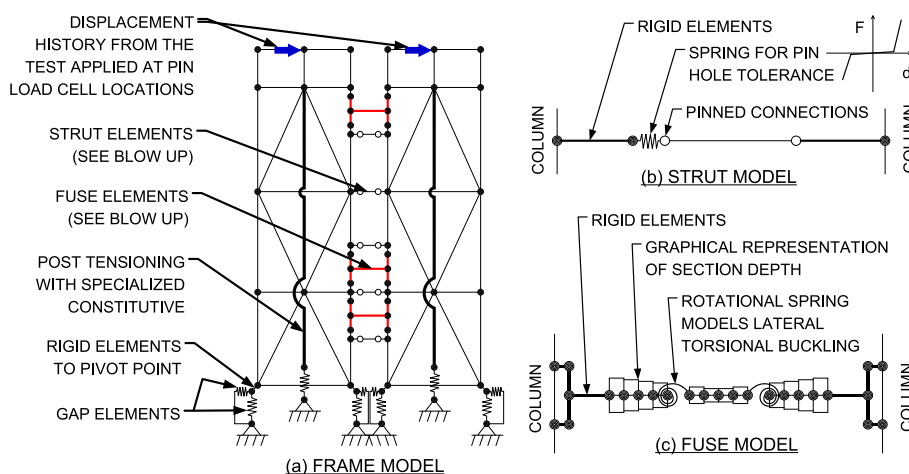 DISPLACEMENT
HISTORY FROM THE
TEST APPLIED AT PIN
LOAD CELL LOCATIONS
STRUT ELEMENTS
(SEE BLOW UP)
FUSE ELEMENTS
(SEE BLOW UP)
POST TENSIONING
WITH SPECIALIZED
CONSTITUTIVE
RIGID ELEMENTS
TO PIVOT POINT
GAP ELEMENTS
(a) FRAME MODEL
RIGID ELEMENTS
SPRING FOR PIN
HOLE TOLERANCE
F
d
PINNED CONNECTIONS
COLUMN
COLUMN
(b) STRUT MODEL
RIGID ELEMENTS
GRAPHICAL REPRESENTATION
OF SECTION DEPTH
ROTATIONAL SPRING
MODELS LATERAL
TORSIONAL BUCKLING
COLUMN
COLUMN
(c) FUSE MODEL